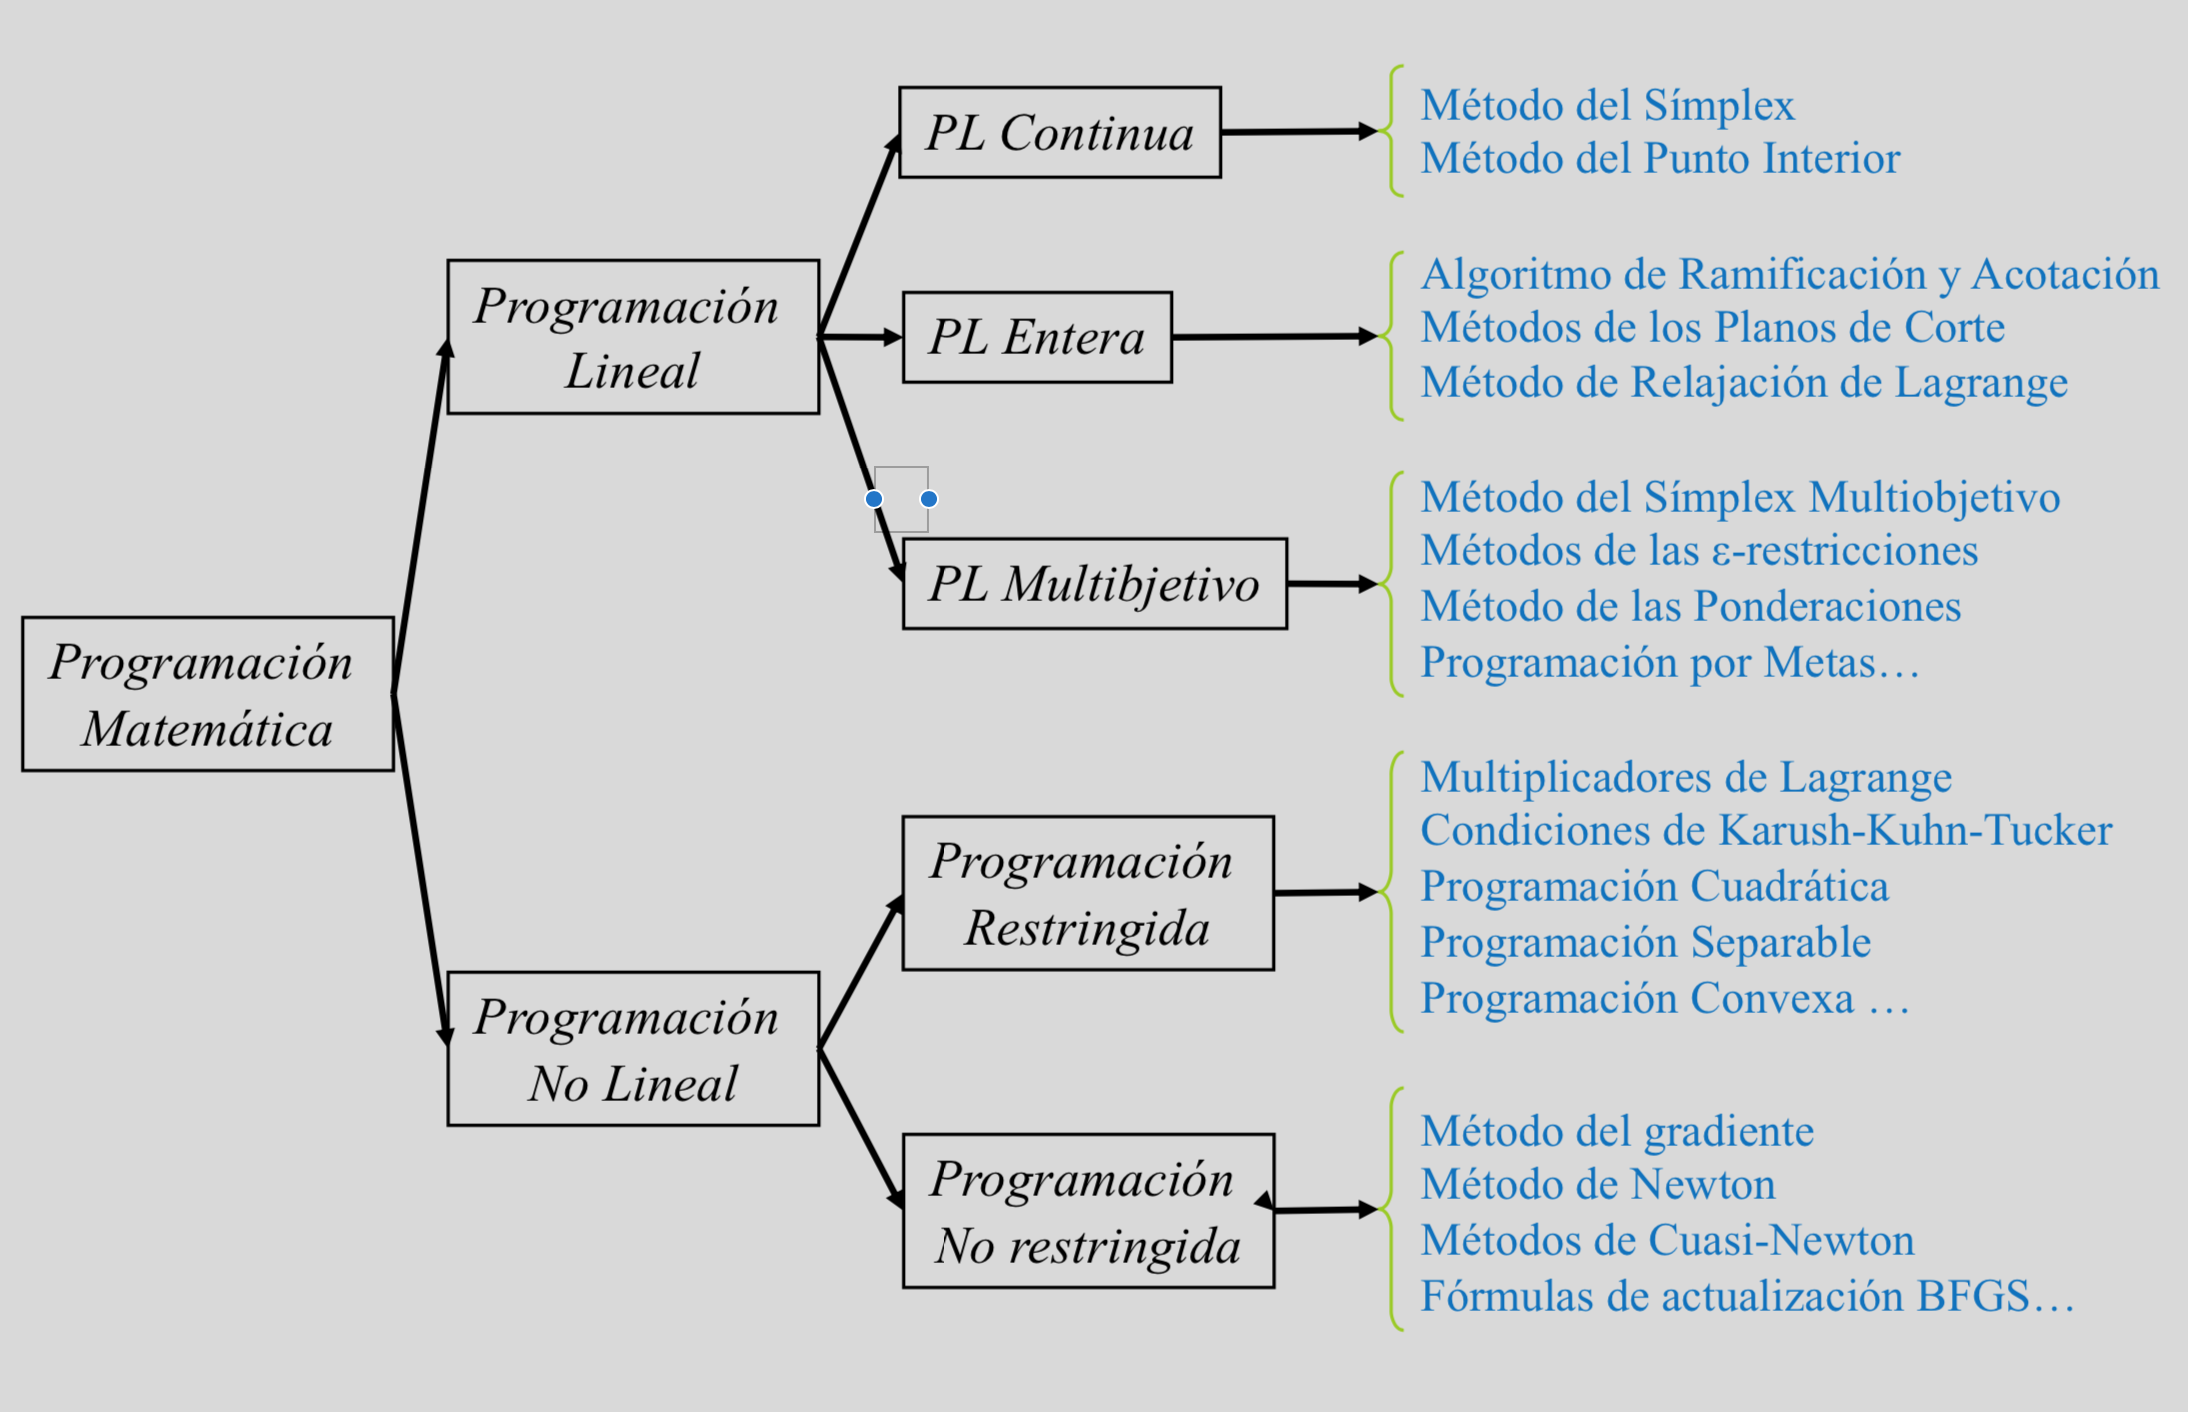 Programación
Matemática
Programación
Lineal
PL Continua
Método del Símplex
Método del Punto Interior
PL Entera
Algoritmo de Ramificación y Acotación
Métodos de los Planos de Corte
Método de Relajación de Lagrange
PL Multibjetivo
Método del Símplex Multiobjetivo
Métodos de las ε-restricciones
Método de las Ponderaciones
Programación por Metas…
Programación
No Lineal
Programación
Restringida
Multiplicadores de Lagrange
Condiciones de Karush-Kuhn-Tucker
Programación Cuadrática
Programación Separable
Programación Convexa …
Programación
No restringida
Método del gradiente
Método de Newton
Métodos de Cuasi-Newton
Fórmulas de actualización BFGS…